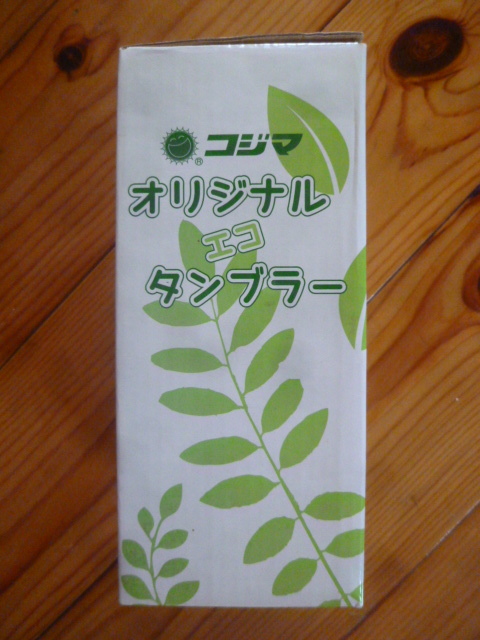 ® コジマ
オリジナル
エコ
タンブラー